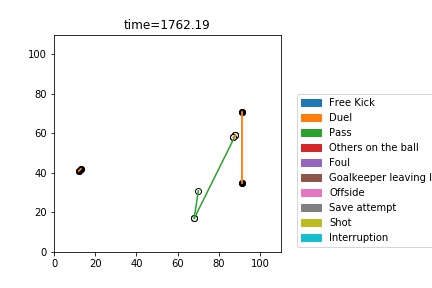 time=1762.19
100
80
60
40
20
0
0 20 40 60 80 100
Free Kick
Duel
Pass
Others on the ball
Foul
Goalkeeper leaving l
Offside
Save attempt
Shot
Interruption